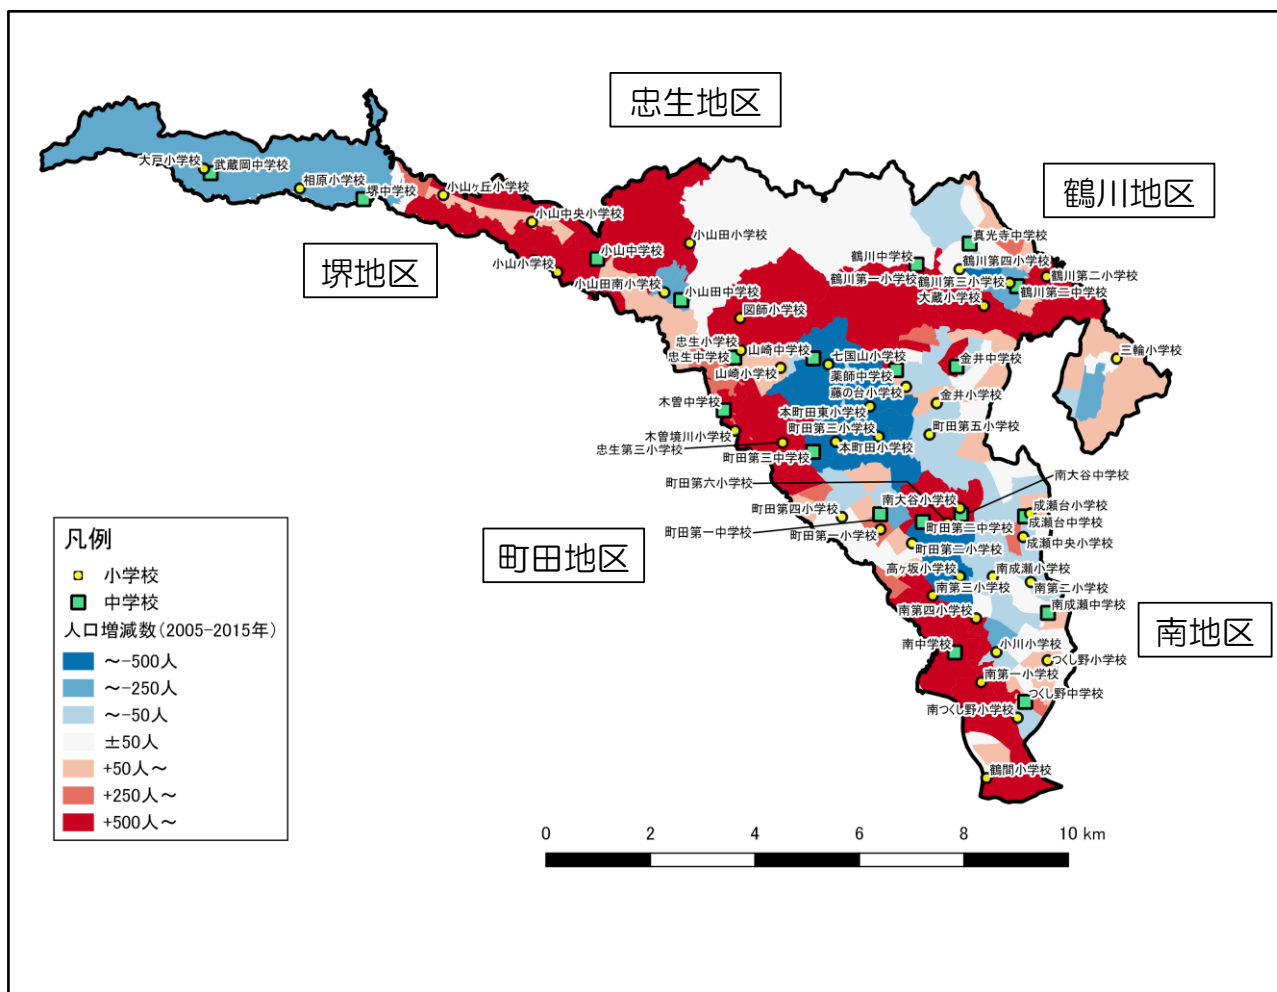 忠生地区
鶴川地区
大戸小学校
武蔵岡中学校
相原小学校
堺中学校
小山ヶ丘小学校
小山中央小学校
小山中学校
小山田小学校
堺地区
小山小学校
小山田南小学校
小山田中学校
真光寺中学校
鶴川中学校
鶴川第四小学校
鶴川第一小学校
鶴川第三小学校
鶴川第二小学校
鶴川第二中学校
大蔵小学校
図師小学校
忠生小学校
忠生中学校
山崎中学校
七国山小学校
金井中学校
三輪小学校
山崎小学校
薬師中学校
藤の台小学校
木曽中学校
本町田東小学校
金井小学校
木曽境川小学校
町田第三小学校
町田第五小学校
忠生第三小学校
本町田小学校
町田第三中学校
町田第六小学校
南大谷中学校
南大谷小学校
成瀬台小学校
町田第四小学校
成瀬台中学校
町田第一中学校
町田第一小学校
町田第二中学校
成瀬中央小学校
町田第二小学校
町田地区
高ヶ坂小学校
南成瀬小学校
南第三小学校
南第二小学校
南第四小学校
南成瀬中学校
南地区
南中学校
小川小学校
つくし野小学校
南第一小学校
つくし野中学校
南つくし野小学校
鶴間小学校
凡例
小学校
中学校
人口増減数(2005-2015年)
～-500人
～-250人
～-50人
±50人
+50人～
+250人～
+500人～
0 2 4 6 8 10 km